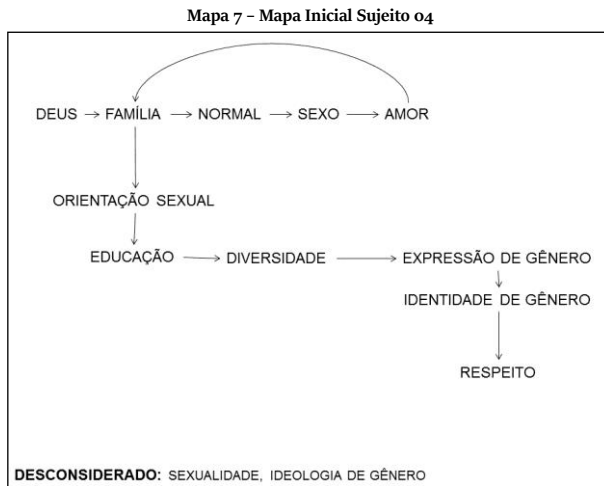 Mapa 7 – Mapa Inicial Sujeito 04
DEUS → FAMÍLIA → NORMAL → SEXO → AMOR
ORIENTAÇÃO SEXUAL
EDUCAÇÃO → DIVERSIDADE → EXPRESSÃO DE GÊNERO
IDENTIDADE DE GÊNERO
RESPEITO
DESCONSIDERADO: SEXUALIDADE, IDEOLOGIA DE GÊNERO